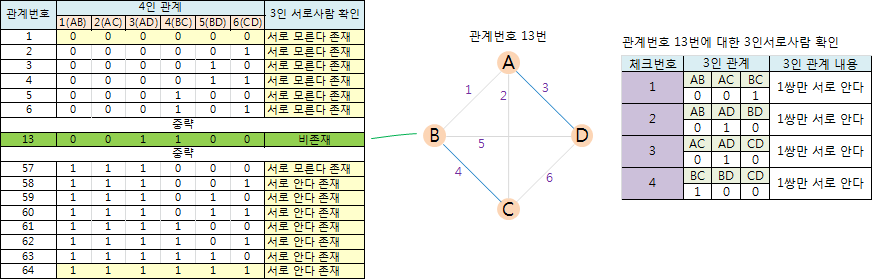 관계번호 4인 관계 3인 서로사람 확인
1(AB) 2(AC) 3(AD) 4(BC) 5(BD) 6(CD)
1 0 0 0 0 0 0 서로 모른다 존재
2 0 0 0 0 0 1 서로 모른다 존재
3 0 0 0 0 1 0 서로 모른다 존재
4 0 0 0 0 1 1 서로 모른다 존재
5 0 0 0 1 0 0 서로 모른다 존재
6 0 0 0 1 0 1 서로 모른다 존재
중략
13 0 0 1 1 0 0 비존재
중략
57 1 1 1 0 0 0 서로 모른다 존재
58 1 1 1 0 0 1 서로 안다 존재
59 1 1 1 0 1 0 서로 안다 존재
60 1 1 1 0 1 1 서로 안다 존재
61 1 1 1 1 0 0 서로 안다 존재
62 1 1 1 1 0 1 서로 안다 존재
63 1 1 1 1 1 0 서로 안다 존재
64 1 1 1 1 1 1 서로 안다 존재
관계번호 13번
A
1 2 3
B 5 D
4 6
C
관계번호 13번에 대한 3인서로사람 확인
체크번호 3인 관계 3인 관계 내용
1 AB AC BC 1쌍만 서로 안다
0 0 1
2 AB AD BD 1쌍만 서로 안다
0 1 0
3 AC AD CD 1쌍만 서로 안다
0 1 0
4 BC BD CD 1쌍만 서로 안다
1 0 0